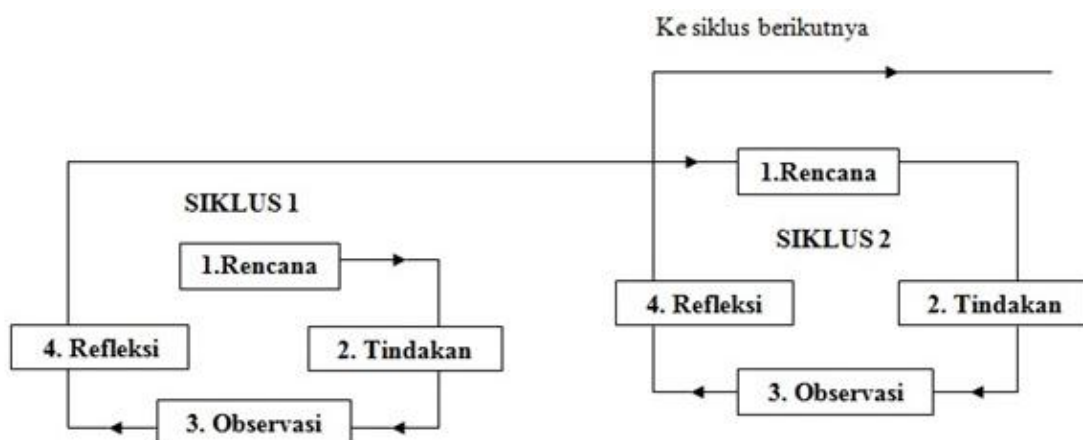 Ke siklus berikutnya
1.Rencana
SIKLUS 1
SIKLUS 2
1.Rencana
4. Refleksi
2. Tindakan
4. Refleksi
2. Tindakan
3. Observasi
3. Observasi